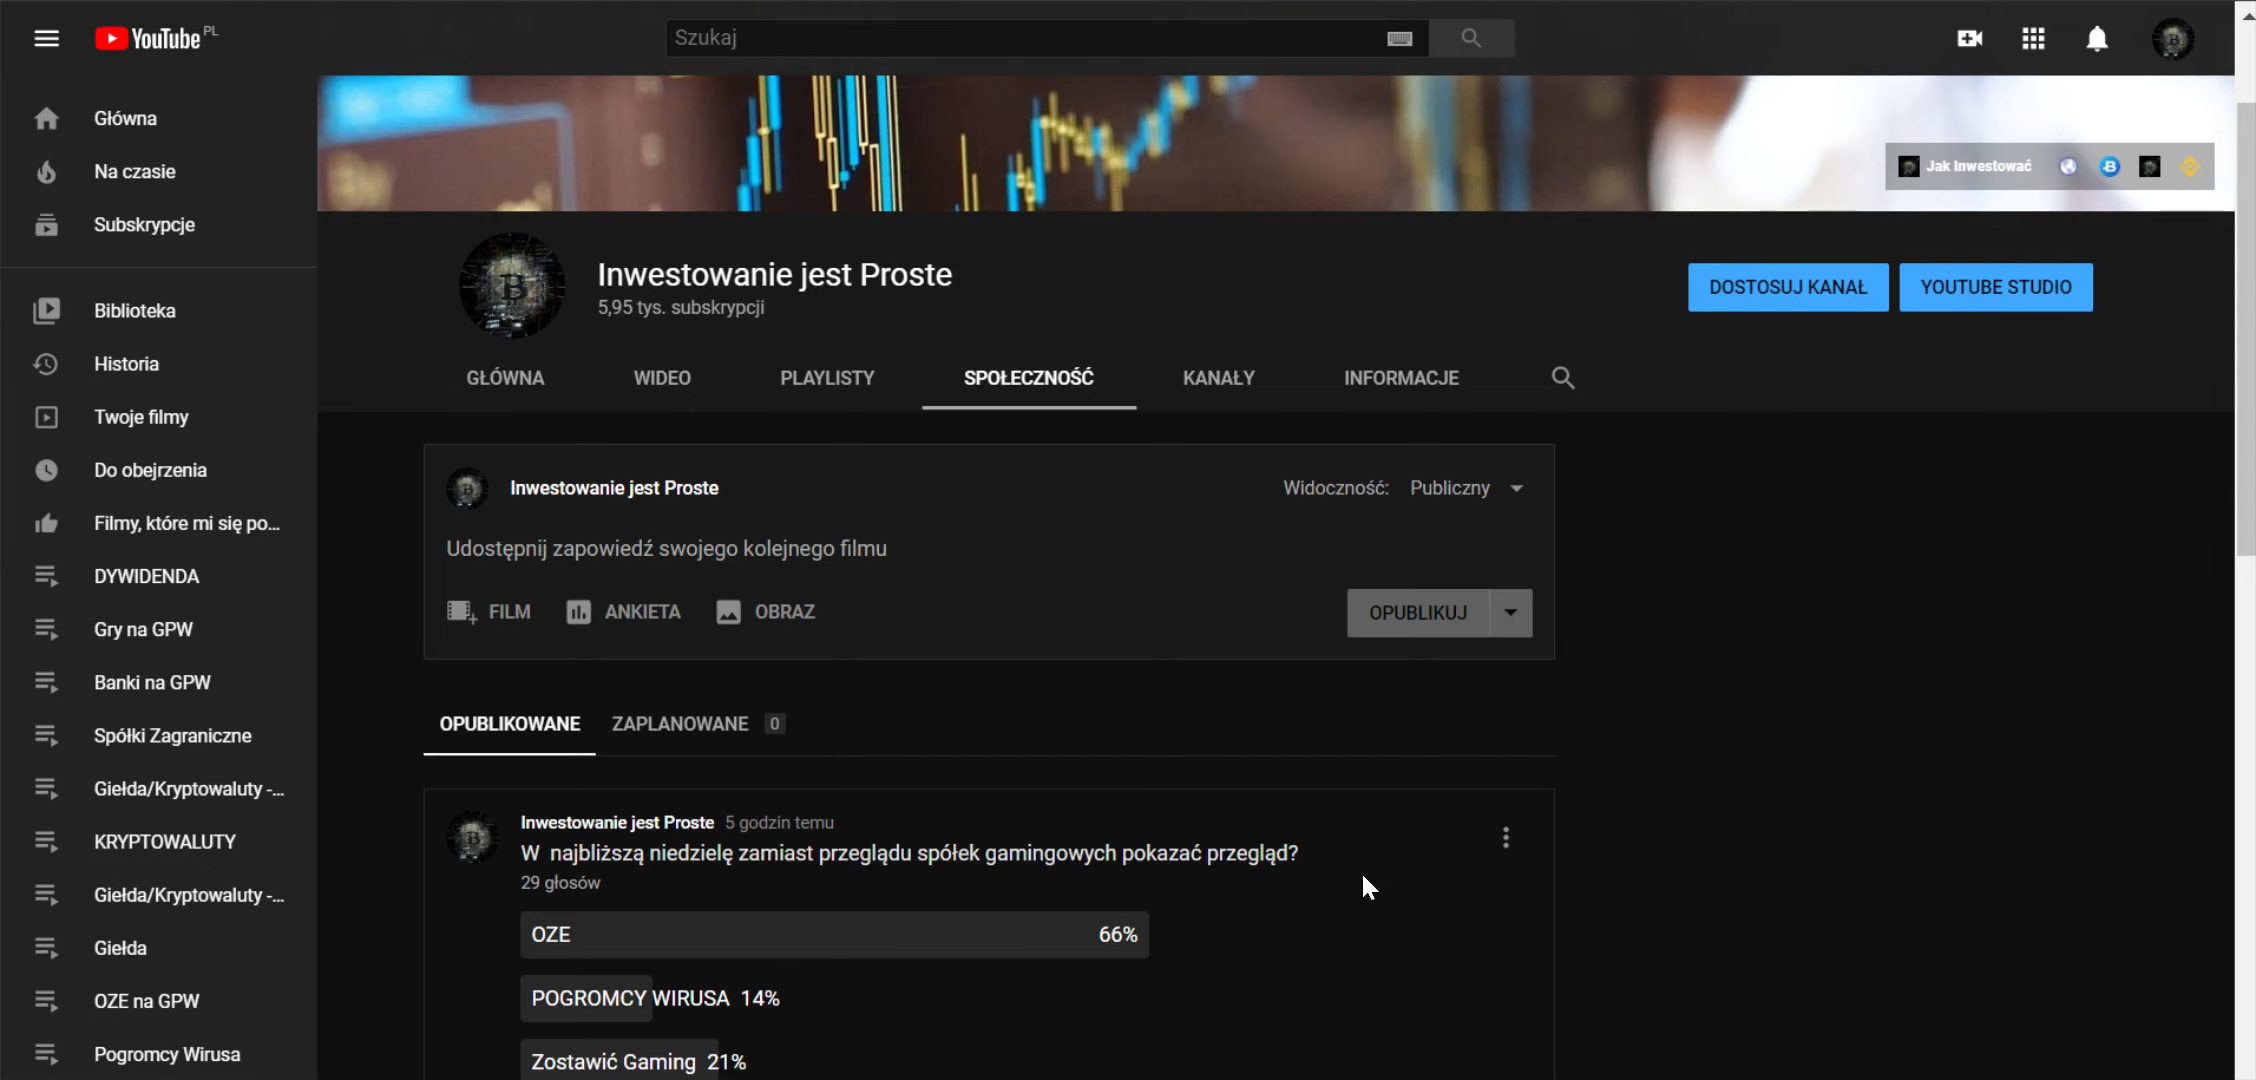 YouTube PL
Szukaj
Główna
Na czasie
Subskrypcje
Biblioteka
Historia
Twoje filmy
Do obejrzenia
Filmy, które mi się po...
DYWIDENDA
Gry na GPW
Banki na GPW
Spółki Zagraniczne
Giełda/Kryptowaluty -...
KRYPTOWALUTY
Giełda/Kryptowaluty -...
Giełda
OZE na GPW
Pogromcy Wirusa
Jak Inwestować
Inwestowanie jest Proste
5,95 tys. subskrypcji
DOSTOSUJ KANAŁ
YOUTUBE STUDIO
GŁÓWNA WIDEO PLAYLISTY SPOŁECZNOŚĆ KANAŁY INFORMACJE
Inwestowanie jest Proste
Widoczność: Publiczny
Udostępnij zapowiedź swojego kolejnego filmu
FILM ANKIETA OBRAZ
OPUBLIKUJ
OPUBLIKOWANE ZAPLANOWANE 0
Inwestowanie jest Proste 5 godzin temu
W najbliższą niedzielę zamiast przeglądu spółek gamingowych pokazać przegląd?
29 głosów
OZE 66%
POGROMCY WIRUSA 14%
Zostawić Gaming 21%